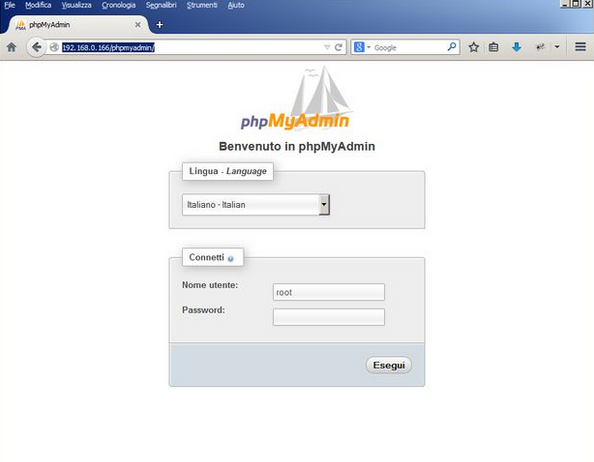 File Modifica Visualizza Cronologia Segnalibri Strumenti Aiuto
phpMyAdmin
192.168.0.166/phpmyadmin/
Google
phpMyAdmin
Benvenuto in phpMyAdmin
Lingua - Language
Italiano - Italian
Connetti
Nome utente:
root
Password:
Esegui